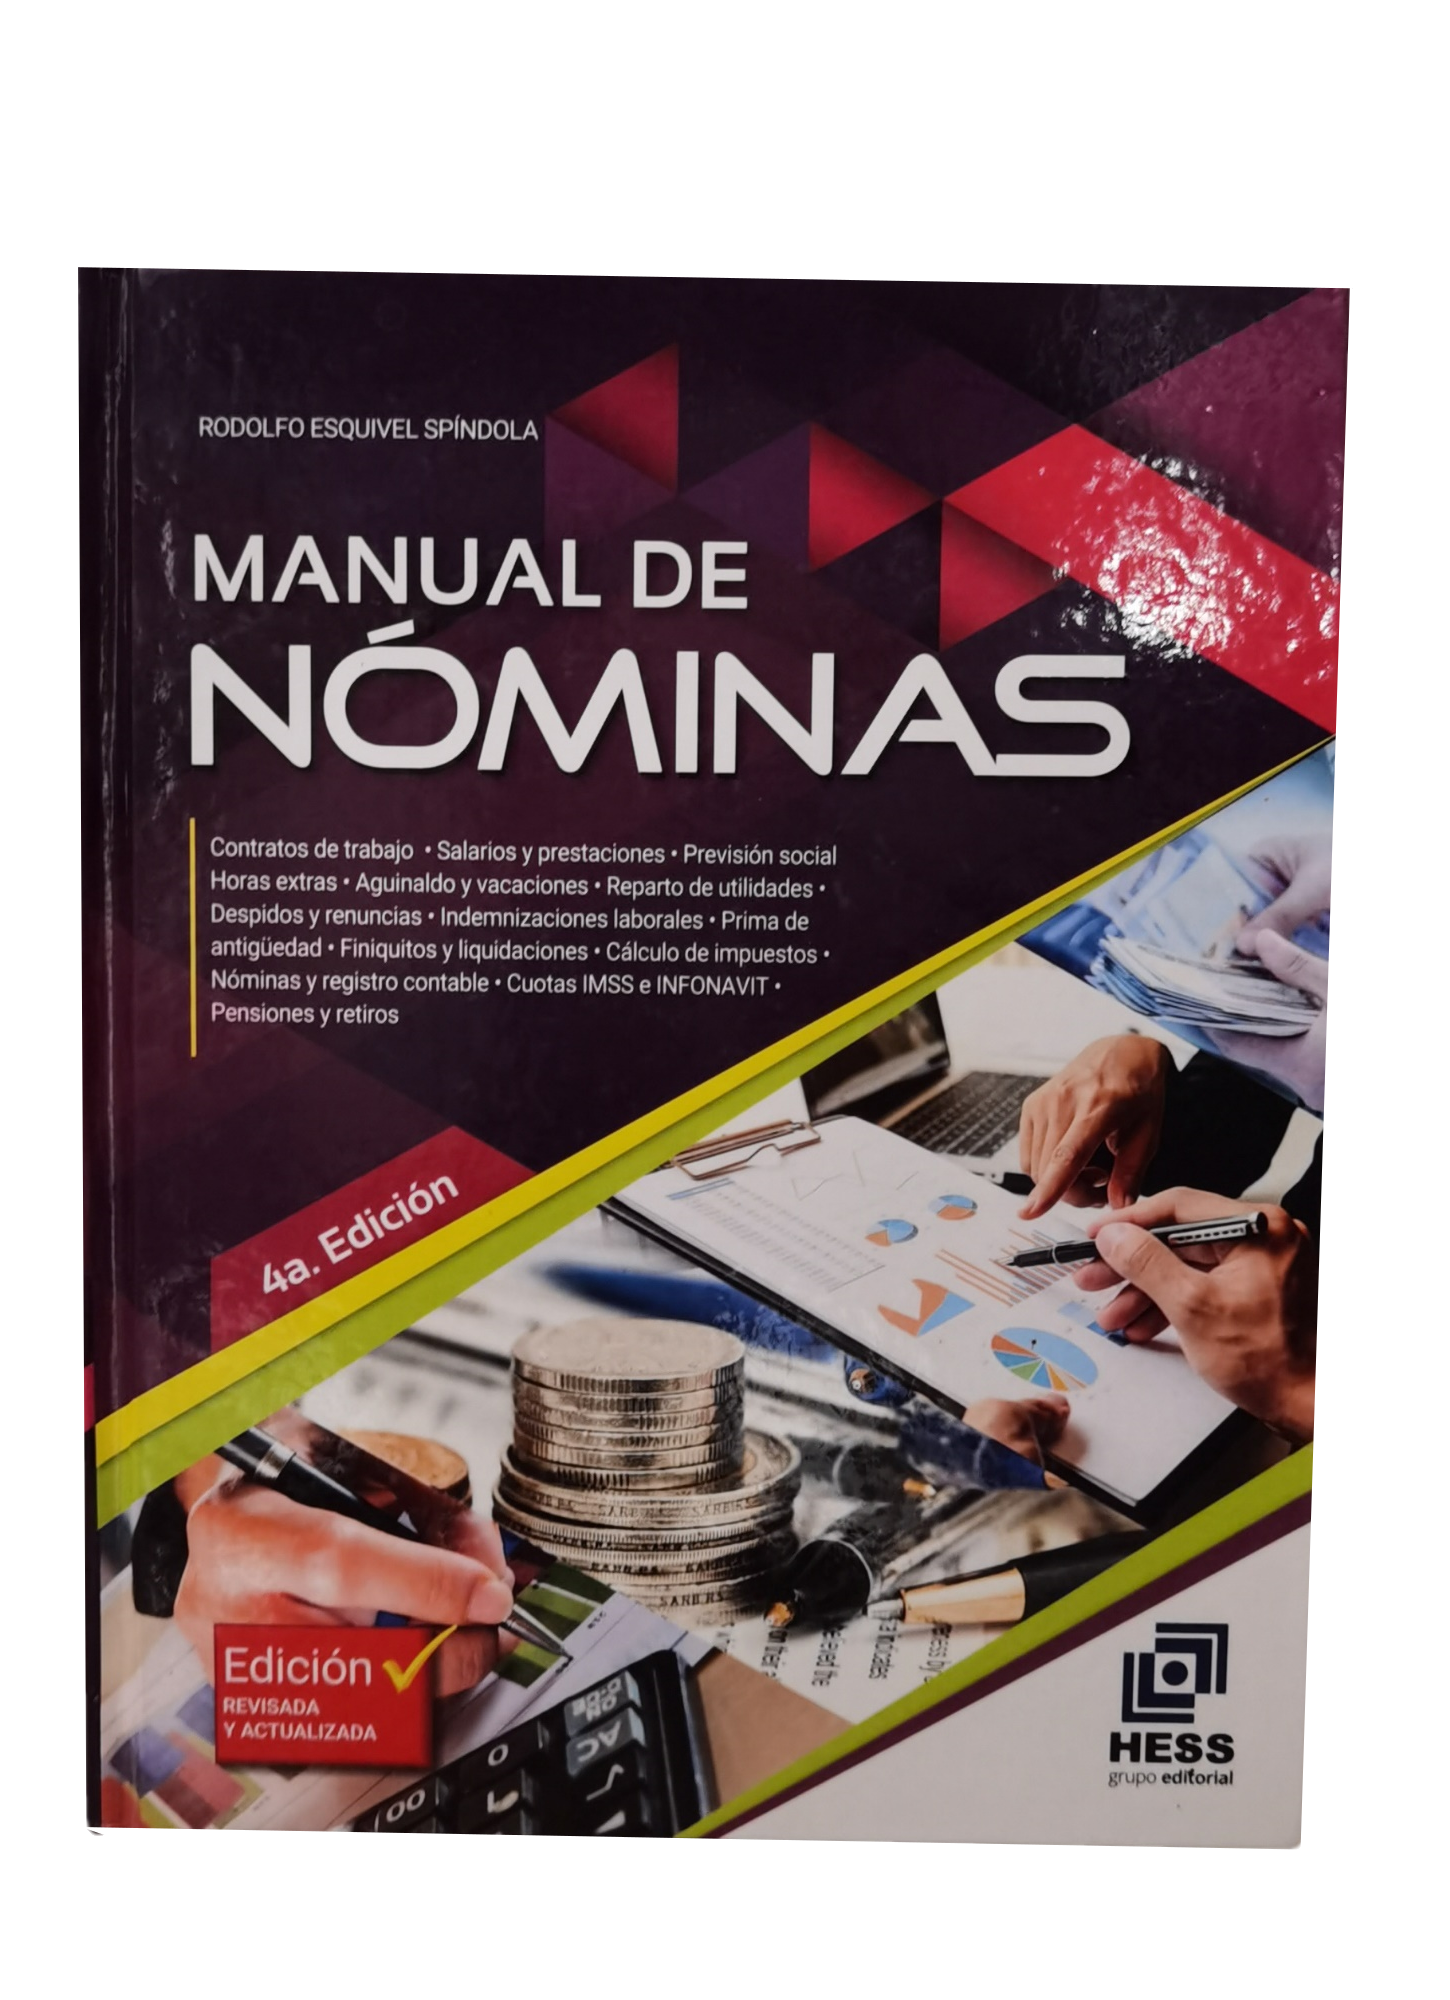 RODOLFO ESQUIVEL SPÍNDOLA
MANUAL DE
NÓMINAS
Contratos de trabajo • Salarios y prestaciones • Previsión social
Horas extras • Aguinaldo y vacaciones • Reparto de utilidades •
Despidos y renuncias • Indemnizaciones laborales • Prima de
antigüedad • Finiquitos y liquidaciones • Cálculo de impuestos •
Nóminas y registro contable • Cuotas IMSS e INFONAVIT •
Pensiones y retiros
4a. Edición
Edición
REVISADA
Y ACTUALIZADA
HESS
grupo editorial